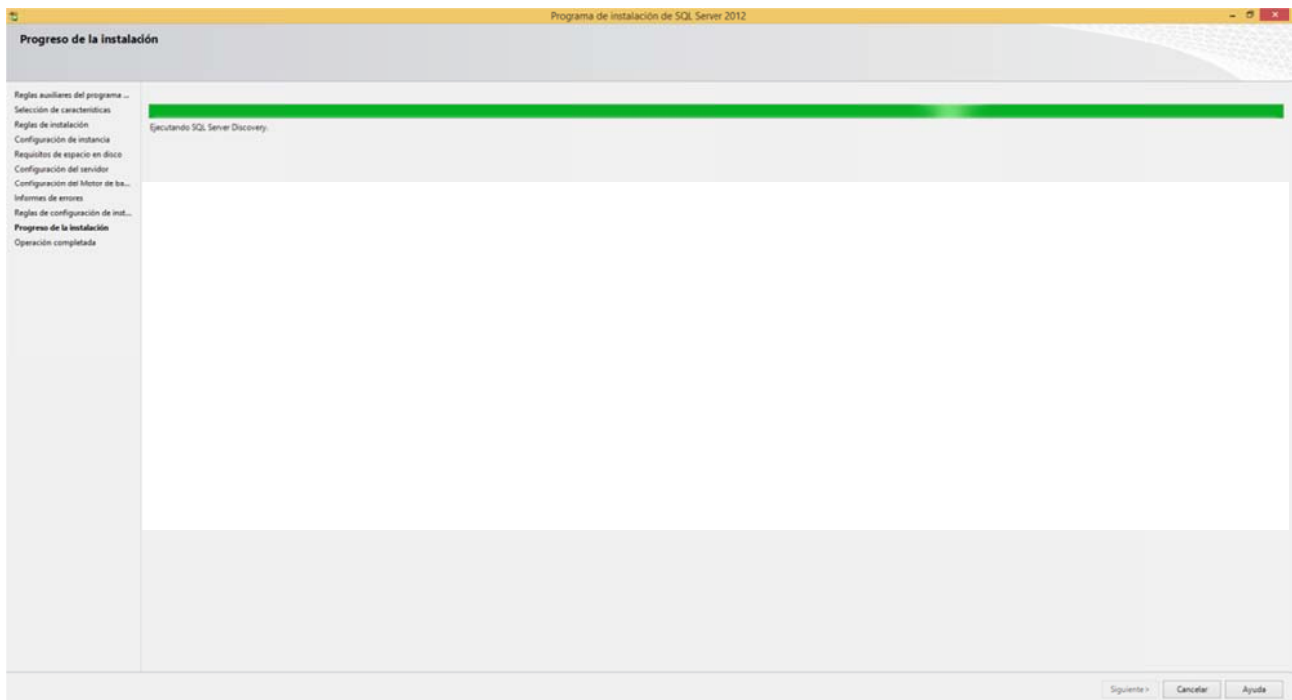 Programa de instalación de SQL Server 2012
Progreso de la instalación
Reglas auxiliares del programa ...
Selección de características
Reglas de instalación
Configuración de instancia
Requisitos de espacio en disco
Configuración del servidor
Configuración del Motor de ba...
Informes de errores
Reglas de configuración de inst...
Progreso de la instalación
Operación completada
Ejecutando SQL Server Discovery.
Siguiente >
Cancelar
Ayuda